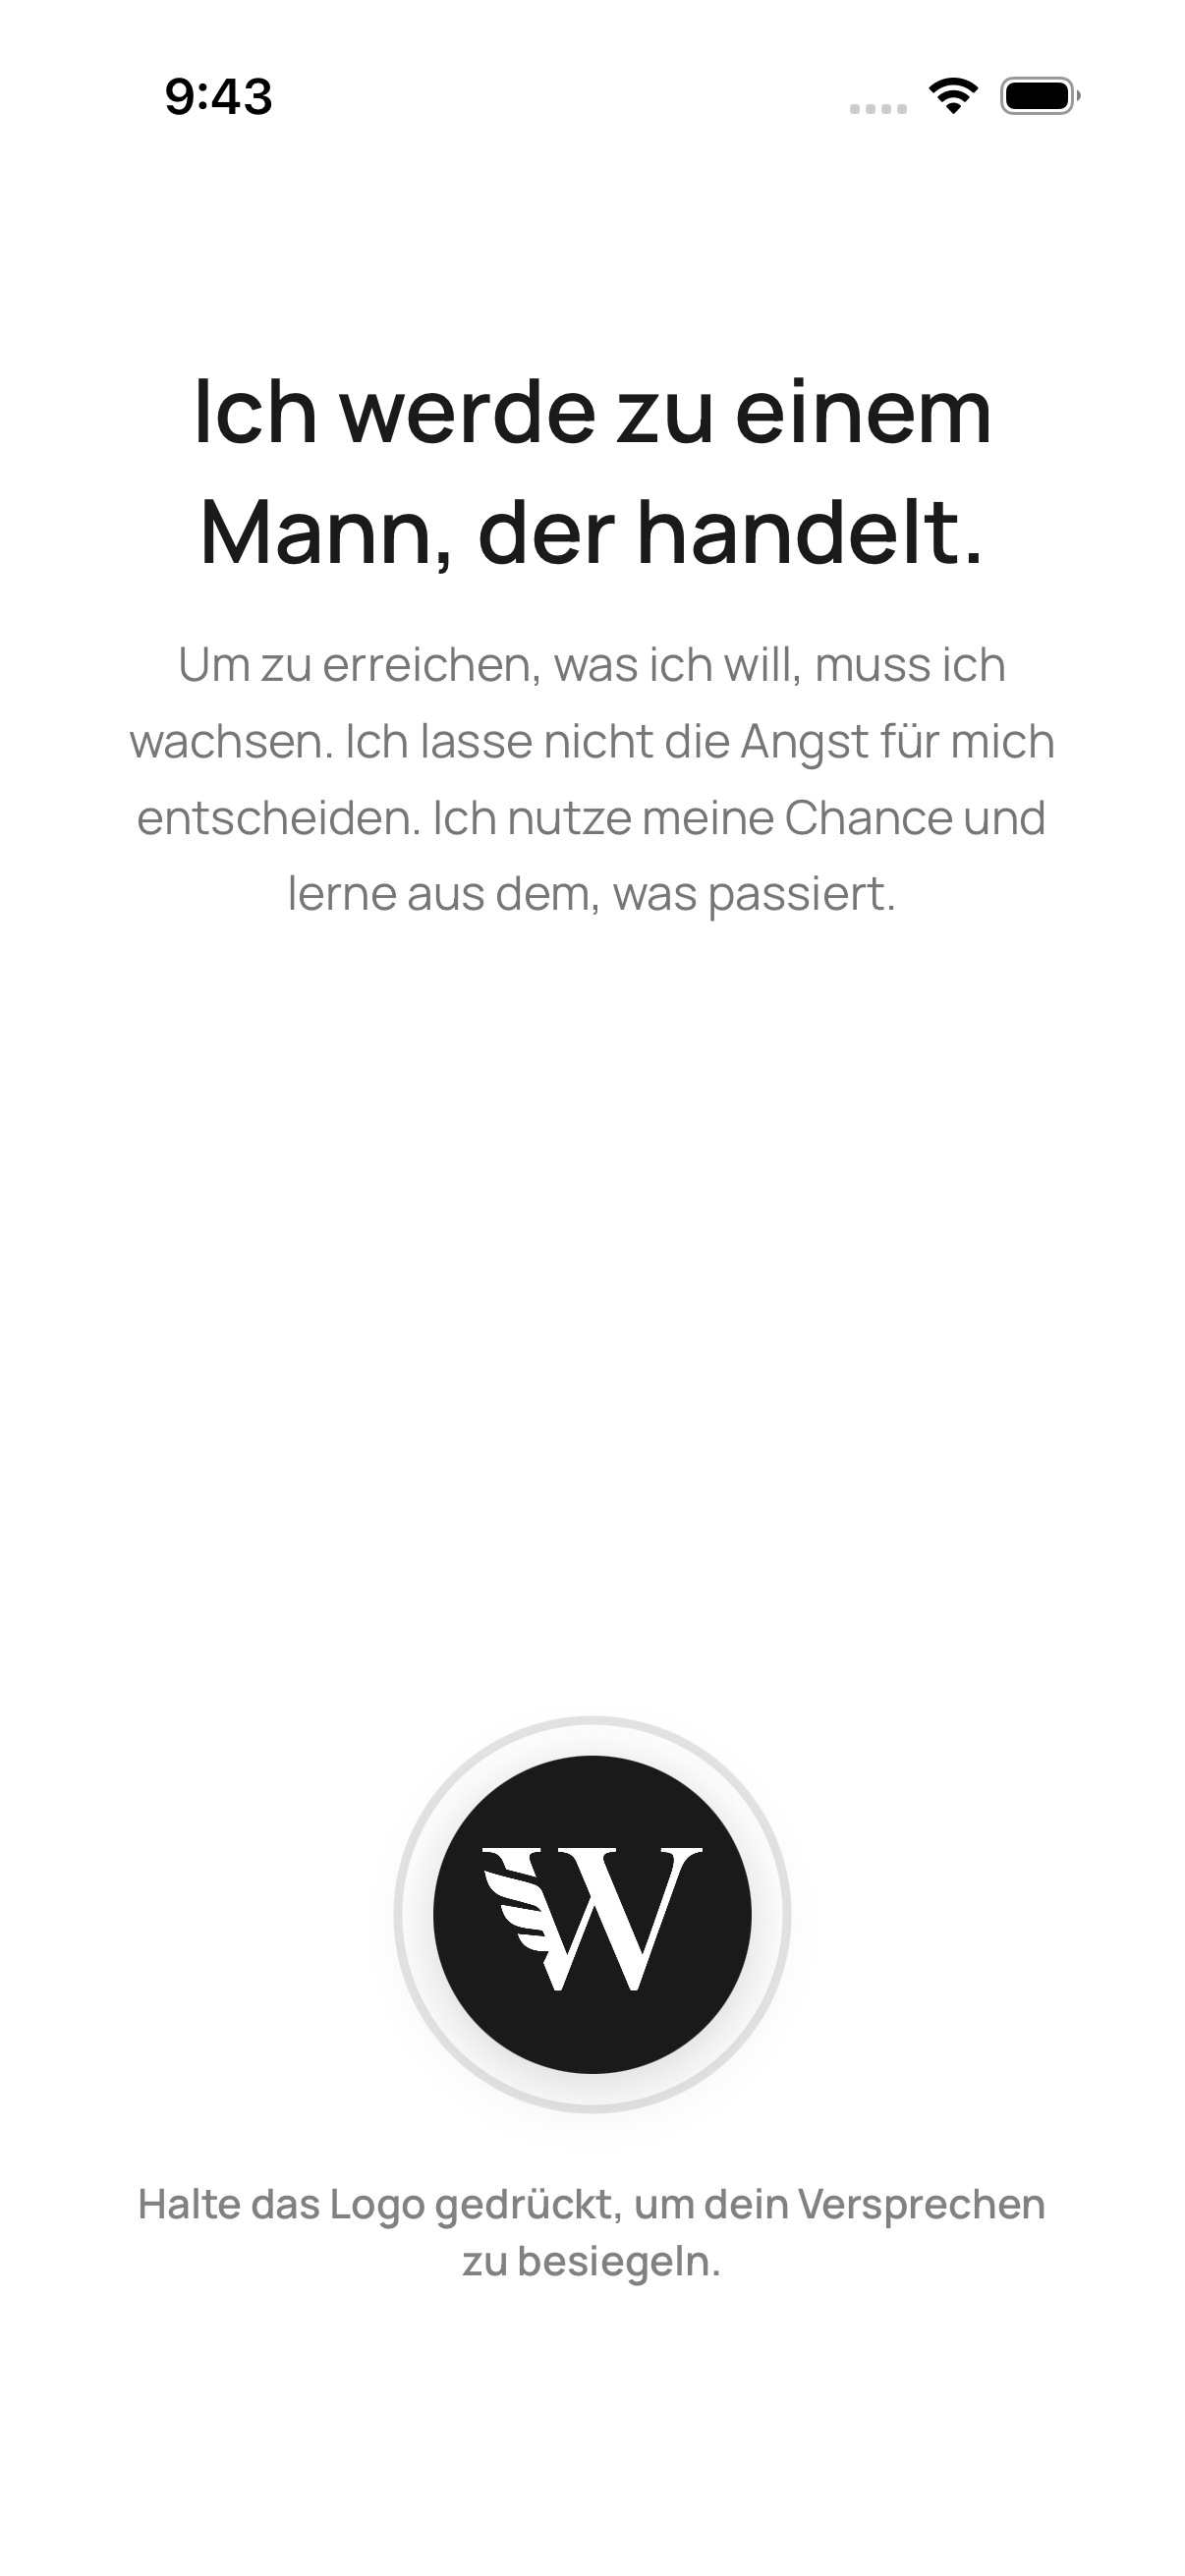 9:43
Ich werde zu einem
Mann, der handelt.
Um zu erreichen, was ich will, muss ich
wachsen. Ich lasse nicht die Angst für mich
entscheiden. Ich nutze meine Chance und
lerne aus dem, was passiert.
W
Halte das Logo gedrückt, um dein Versprechen
zu besiegeln.